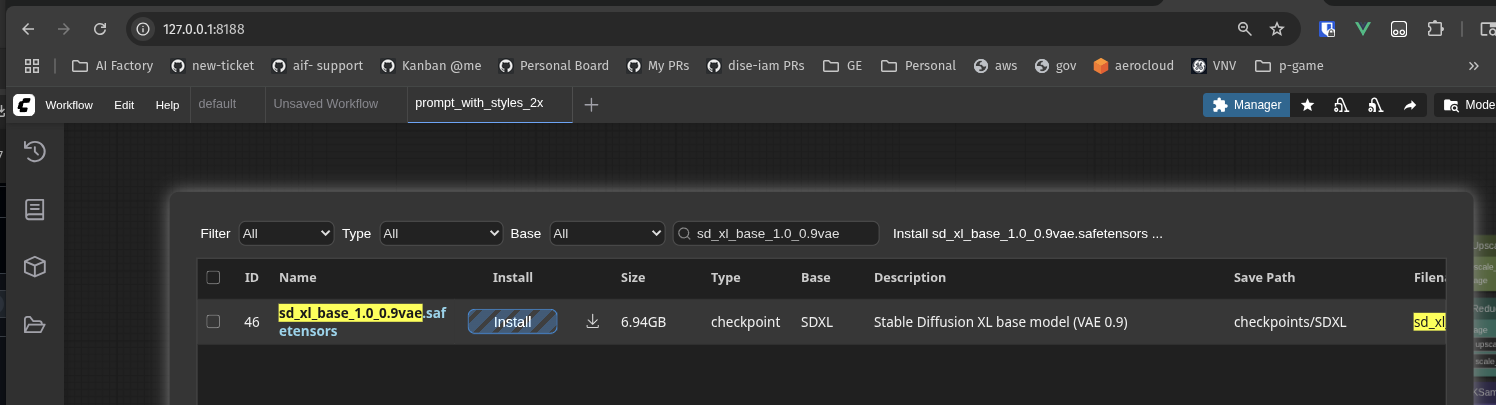 127.0.0.1:8188
AI Factory new-ticket aif- support Kanban @me Personal Board My PRs dise-iam PRs GE Personal aws gov aerocloud VNV p-game »
Workflow Edit Help default Unsaved Workflow prompt_with_styles_2x + Manager
Filter All Type All Base All sd_xl_base_1.0_0.9vae Install sd_xl_base_1.0_0.9vae.safetensors ...
ID Name Install Size Type Base Description Save Path
46 sd_xl_base_1.0_0.9vae.saf Install 6.94GB checkpoint SDXL Stable Diffusion XL base model (VAE 0.9) checkpoints/SDXL sd_xl
etensors